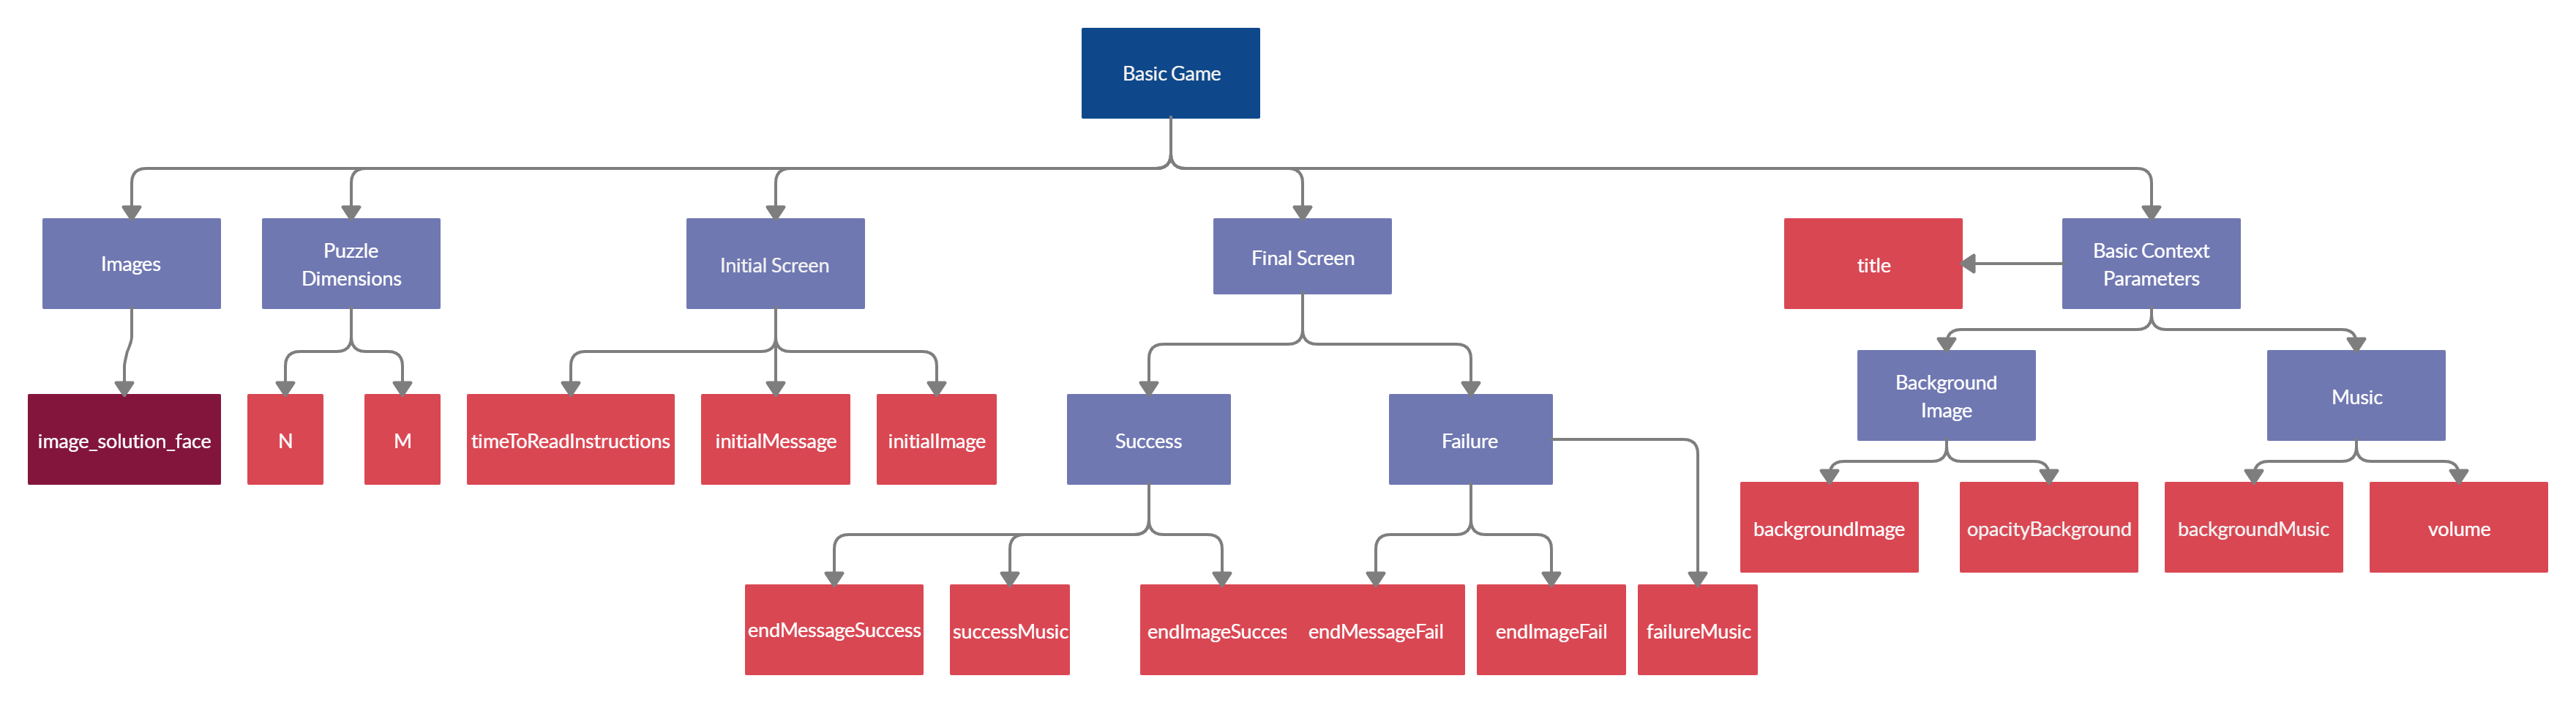 Basic Game
Images
Puzzle
Dimensions
Initial Screen
Final Screen
title
Basic Context
Parameters
Background
Image
Music
image_solution_face
N
M
timeToReadInstructions
initialMessage
initialImage
Success
Failure
backgroundImage
opacityBackground
backgroundMusic
volume
endMessageSuccess
successMusic
endImageSucces
endMessageFail
endImageFail
failureMusic